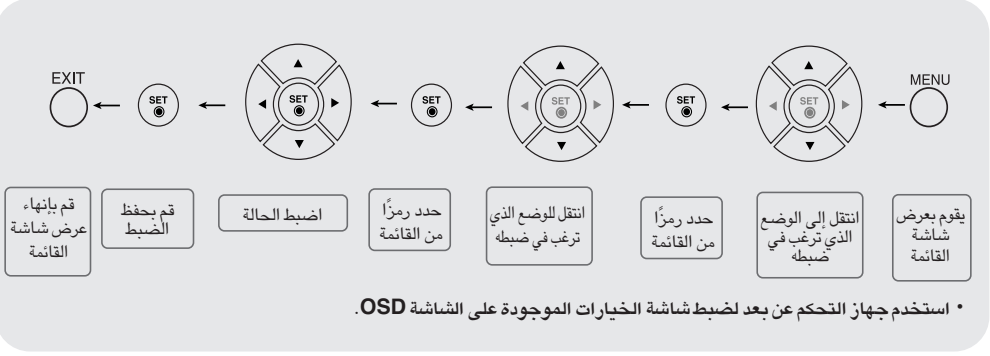 MENU
SET
SET
SET
SET
SET
SET
EXIT
يقوم بعرض
شاشة
القائمة
انتقل إلى الوضع
الذي ترغب في
ضبطه
حدد رمزًا
من القائمة
انتقل للوضع الذي
ترغب في ضبطه
حدد رمزًا
من القائمة
اضبط الحالة
قم بحفظ
الضبط
قم بإنهاء
عرض شاشة
القائمة
• استخدم جهاز التحكم عن بعد لضبط شاشة الخيارات الموجودة على الشاشة OSD.